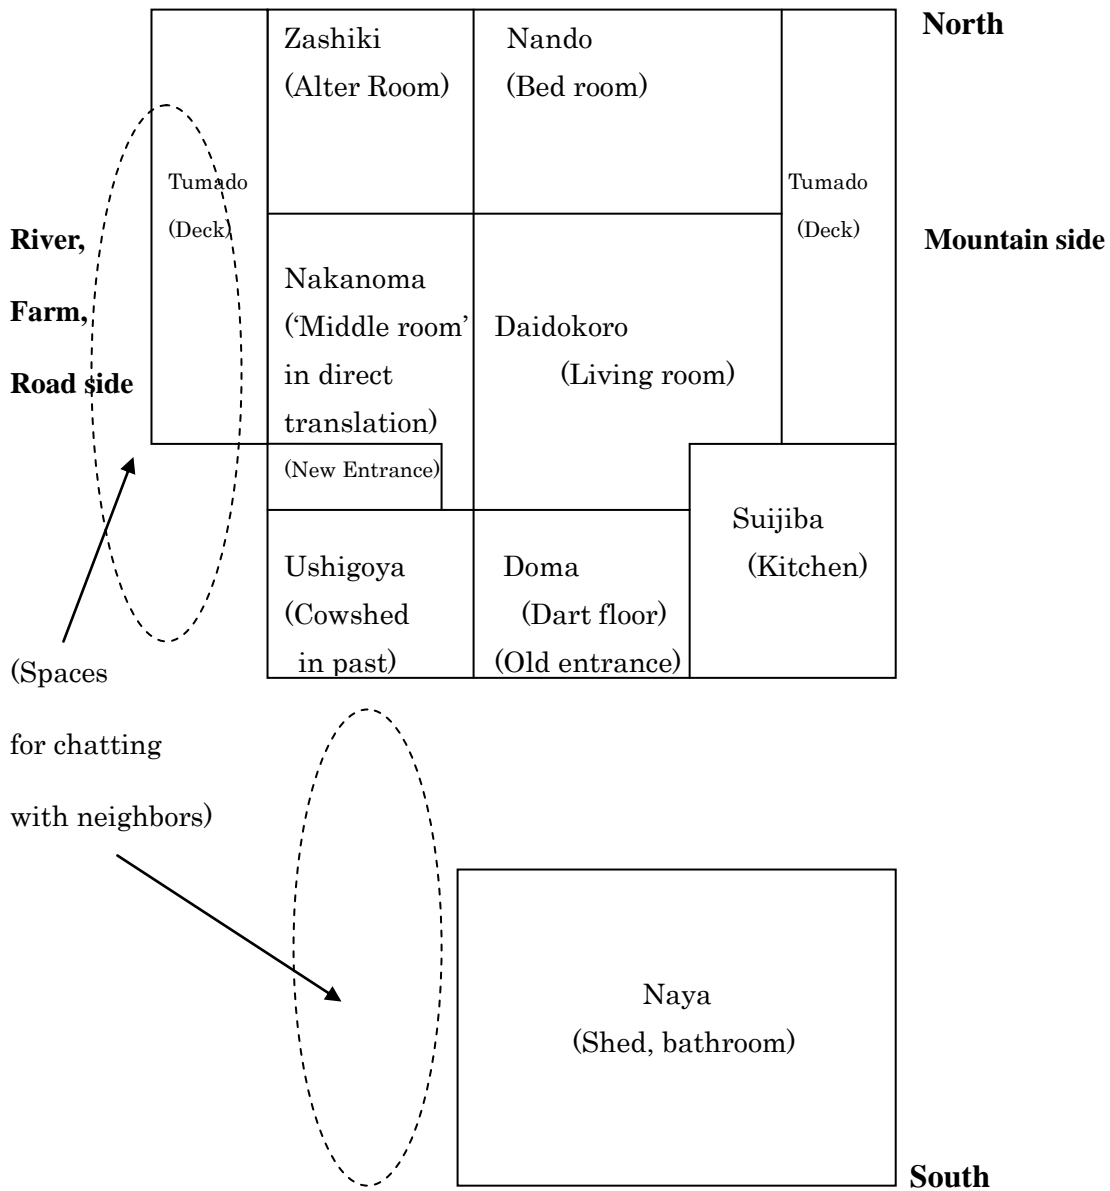 North
Zashiki
(Alter Room)
Nando
(Bed room)
Tumado
(Deck)
Tumado
(Deck)
River,
Farm,
Road side
Mountain side
Nakanoma
(‘Middle room’
in direct
translation)
(New Entrance)
Daidokoro
(Living room)
Suijiba
(Kitchen)
Ushigoya
(Cowshed
in past)
Doma
(Dart floor)
(Old entrance)
(Spaces
for chatting
with neighbors)
Naya
(Shed, bathroom)
South